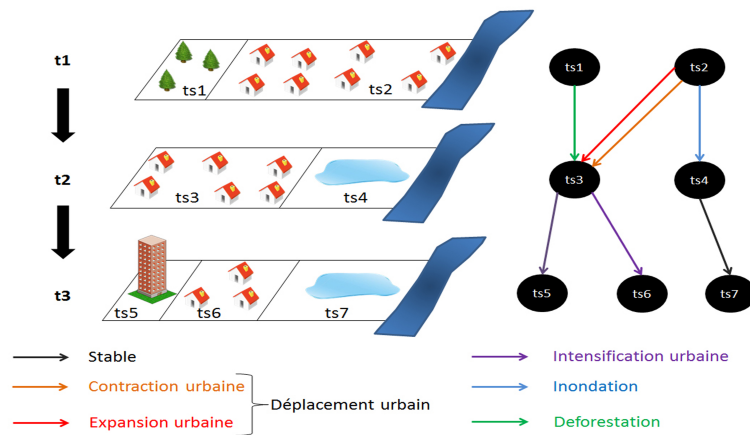 t1
ts1
ts2
t2
ts3
ts4
t3
ts5
ts6
ts7
ts1
ts2
ts3
ts4
ts5
ts6
ts7
Stable
Contraction urbaine
Expansion urbaine
Déplacement urbain
Intensification urbaine
Inondation
Deforestation